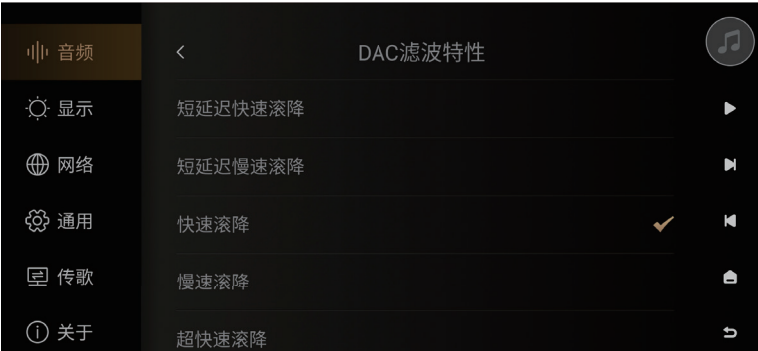 音频
显示
网络
通用
传歌
关于
DAC滤波特性
短延迟快速滚降
短延迟慢速滚降
快速滚降
慢速滚降
超快速滚降